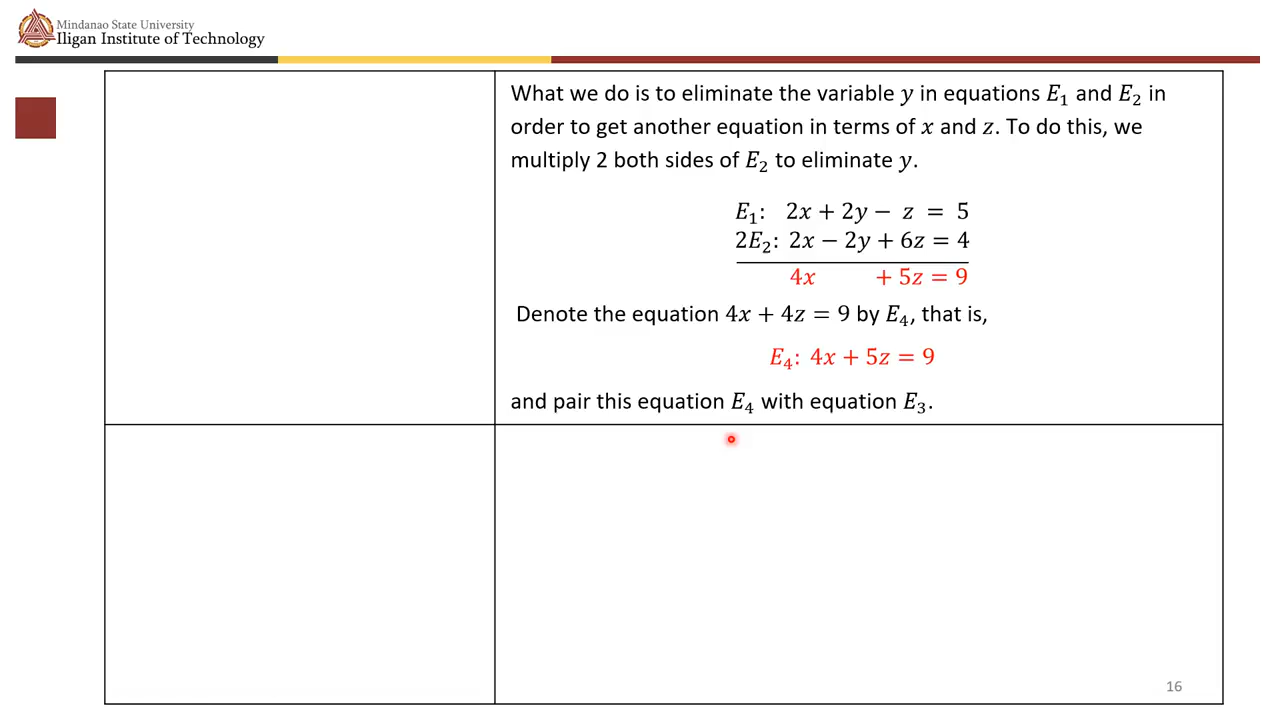 Mindanao State University
Iligan Institute of Technology
What we do is to eliminate the variable y in equations E₁ and E₂ in
order to get another equation in terms of x and z. To do this, we
multiply 2 both sides of E₂ to eliminate y.
E₁: 2x + 2y − z = 5
2E₂: 2x − 2y + 6z = 4
4x + 5z = 9
Denote the equation 4x + 4z = 9 by E₄, that is,
E₄: 4x + 5z = 9
and pair this equation E₄ with equation E₃.
16